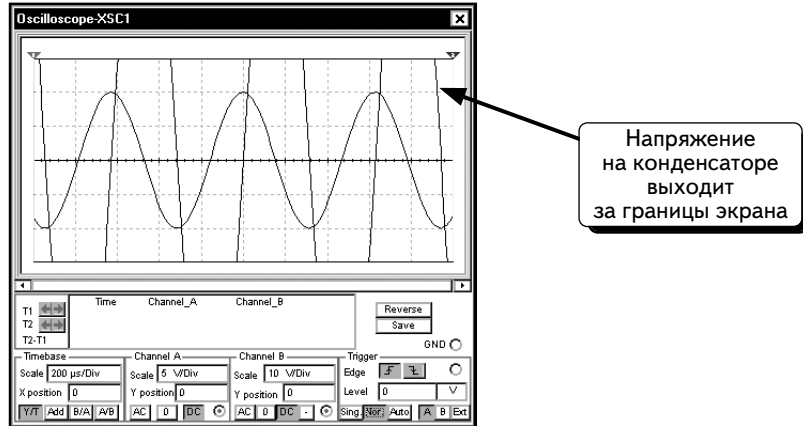 Oscilloscope-XSC1
Напряжение
на конденсаторе
выходит
за границы экрана
Time Channel_A Channel_B
T1
T2
T2-T1
Reverse
Save
GND
Timebase
Scale 200 µs/Div
X position 0
Y/T Add B/A A/B
Channel A
Scale 5 V/Div
Y position 0
AC 0 DC
Channel B
Scale 10 V/Div
Y position 0
AC 0 DC -
Trigger
Edge
Level 0 V
Sing. Nor. Auto A B Ext